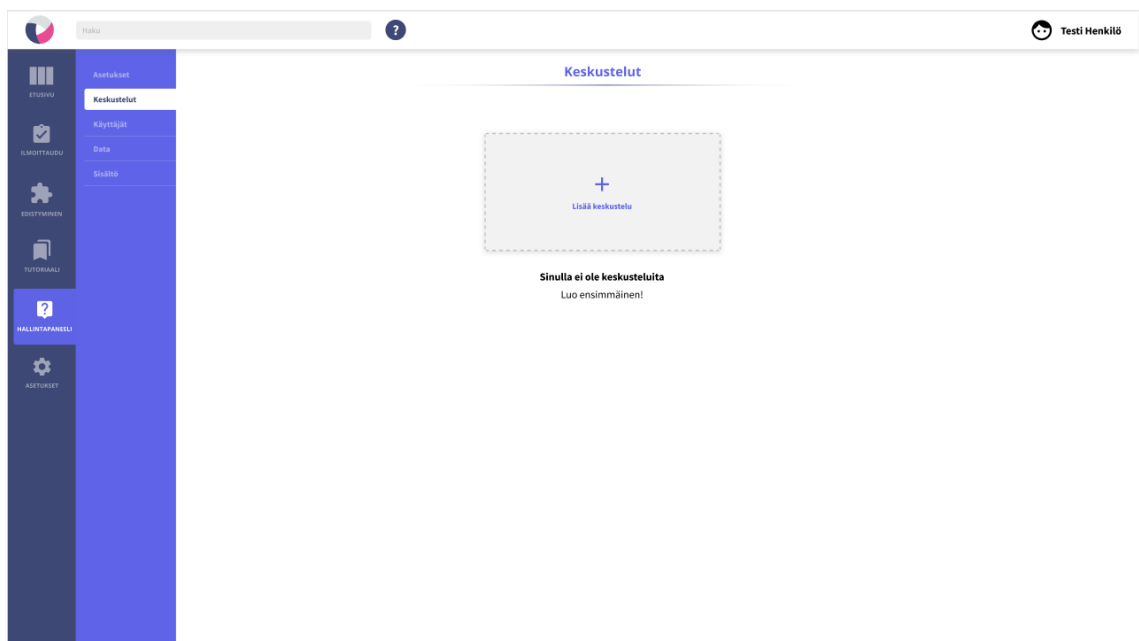 Haku
?
Testi Henkilö
ETUSIVU
ILMOITTAUDU
EDISTYMINEN
TUTORIAALI
?
HALLINTAPANEELI
ASETUKSET
Asetukset
Keskustelut
Käyttäjät
Data
Sisältö
Keskustelut
+
Lisää keskustelu
Sinulla ei ole keskusteluita
Luo ensimmäinen!